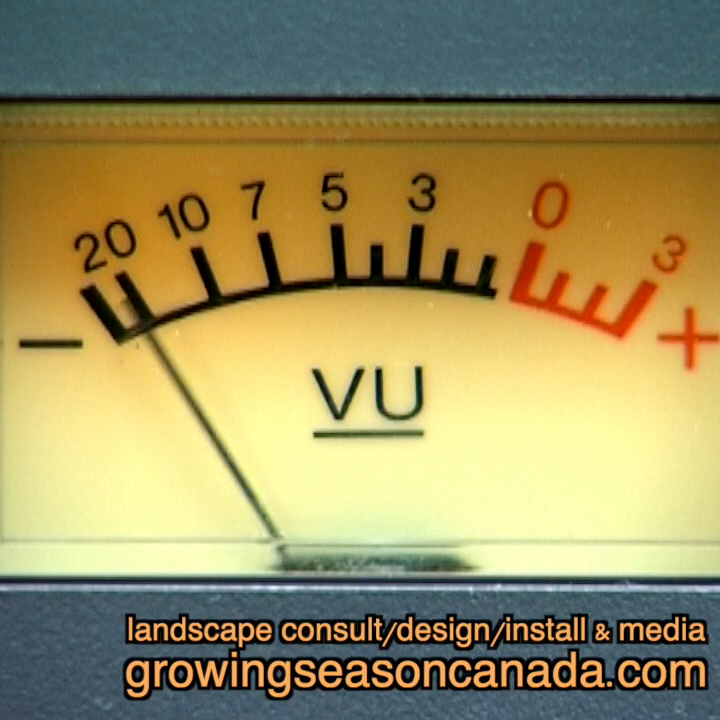 20 10 7 5 3 0 3
− +
VU
landscape consult/design/install & media
growingseasoncanada.com